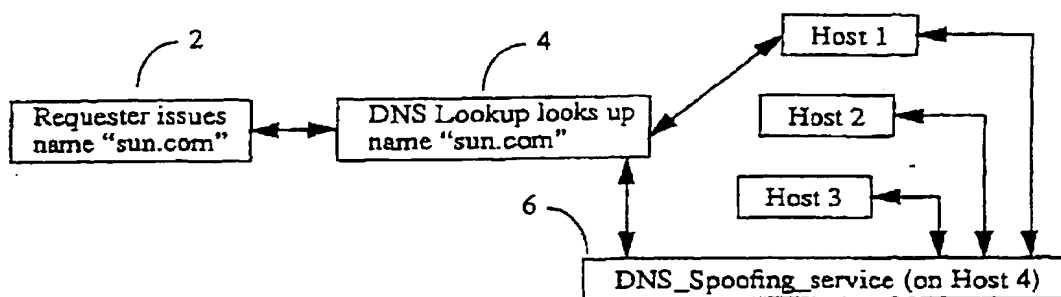 2
4
Host 1
Requester issues
name “sun.com”
DNS Lookup looks up
name “sun.com”
Host 2
Host 3
6
DNS_Spoofing_service (on Host 4)